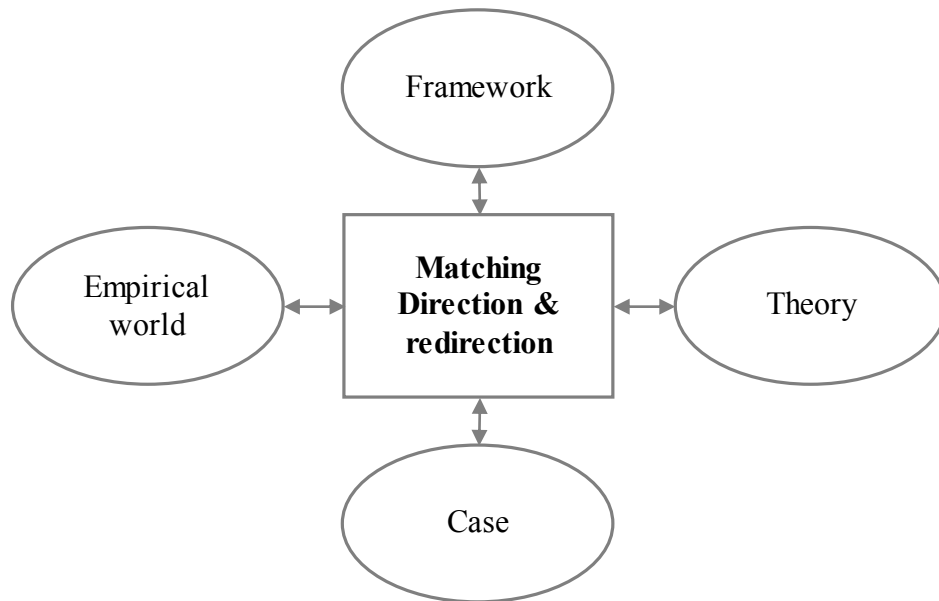 Framework
Empirical
world
Matching
Direction &
redirection
Theory
Case